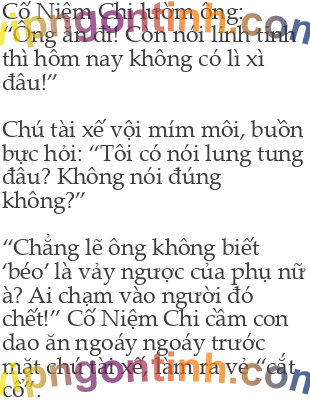 Cố Niệm Chi lườm ông:
“Ông ăn đi! Còn nói linh tinh
thì hôm nay không có lì xì
đâu!”
Chú tài xế vội mím môi, buồn
bực hỏi: “Tôi có nói lung tung
đâu? Không nói đúng
không?”
“Chẳng lẽ ông không biết
‘béo’ là vảy ngược của phụ nữ
à? Ai chạm vào người đó
chết!” Cố Niệm Chi cầm con
dao ăn ngoáy ngoáy trước
mặt chú tài xế, làm ra vẻ “cắt
cổ”.
vipngontinh.com
vipngontinh.com